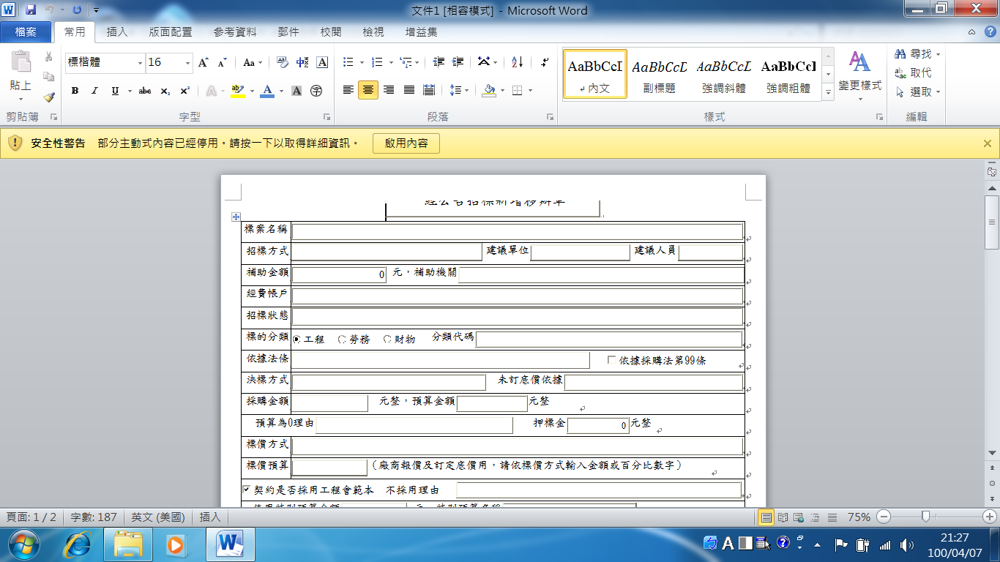 文件1 [相容模式] - Microsoft Word
檔案 常用 插入 版面配置 參考資料 郵件 校閱 檢視 增益集
標楷體 16
貼上
AaBbCcI AaBbCcD AaBbCcD AaBbCcI
內文 副標題 強調斜體 強調粗體
變更樣式
尋找
取代
選取
剪貼簿 字型 段落 樣式 編輯
安全性警告 部分主動式內容已經停用。請按一下以取得詳細資訊。 啟用內容
經公告招標新增移辦單
標案名稱
招標方式 建議單位 建議人員
補助金額 0 元，補助機關
經費帳戶
招標狀態
標的分類 工程 勞務 財物 分類代碼
依據法條 依據採購法第99條
決標方式 未訂底價依據
採購金額 元整，預算金額 元整
預算為0理由 押標金 0 元整
標價方式
標價預算 （廠商報價及訂定底價用，請依標價方式輸入金額或百分比數字）
契約是否採用工程會範本 不採用理由
頁面: 1 / 2 字數: 187 英文 (美國) 插入 75%
21:27
100/04/07